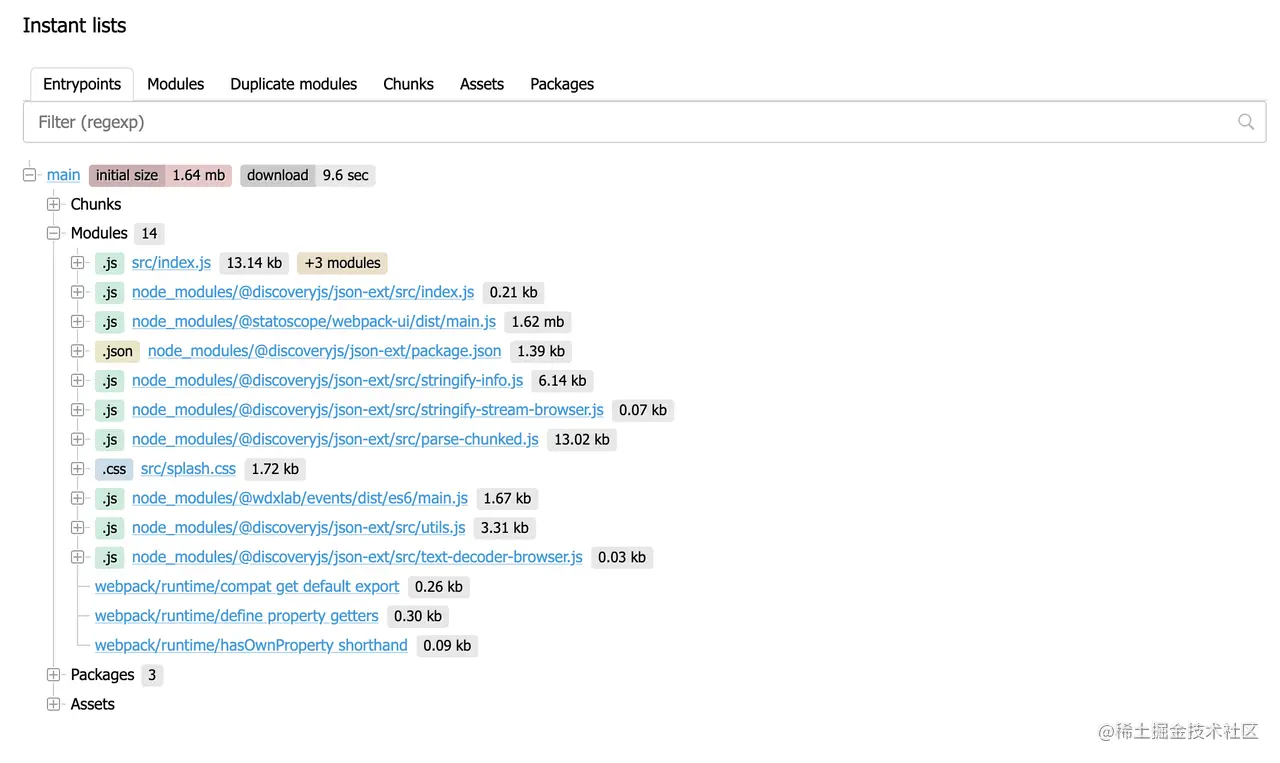 Instant lists
Entrypoints Modules Duplicate modules Chunks Assets Packages
Filter (regexp)
main initial size 1.64 mb download 9.6 sec
Chunks
Modules 14
.js src/index.js 13.14 kb +3 modules
.js node_modules/@discoveryjs/json-ext/src/index.js 0.21 kb
.js node_modules/@statoscope/webpack-ui/dist/main.js 1.62 mb
.json node_modules/@discoveryjs/json-ext/package.json 1.39 kb
.js node_modules/@discoveryjs/json-ext/src/stringify-info.js 6.14 kb
.js node_modules/@discoveryjs/json-ext/src/stringify-stream-browser.js 0.07 kb
.js node_modules/@discoveryjs/json-ext/src/parse-chunked.js 13.02 kb
.css src/splash.css 1.72 kb
.js node_modules/@wdxlab/events/dist/es6/main.js 1.67 kb
.js node_modules/@discoveryjs/json-ext/src/utils.js 3.31 kb
.js node_modules/@discoveryjs/json-ext/src/text-decoder-browser.js 0.03 kb
webpack/runtime/compat get default export 0.26 kb
webpack/runtime/define property getters 0.30 kb
webpack/runtime/hasOwnProperty shorthand 0.09 kb
Packages 3
Assets
@稀土掘金技术社区